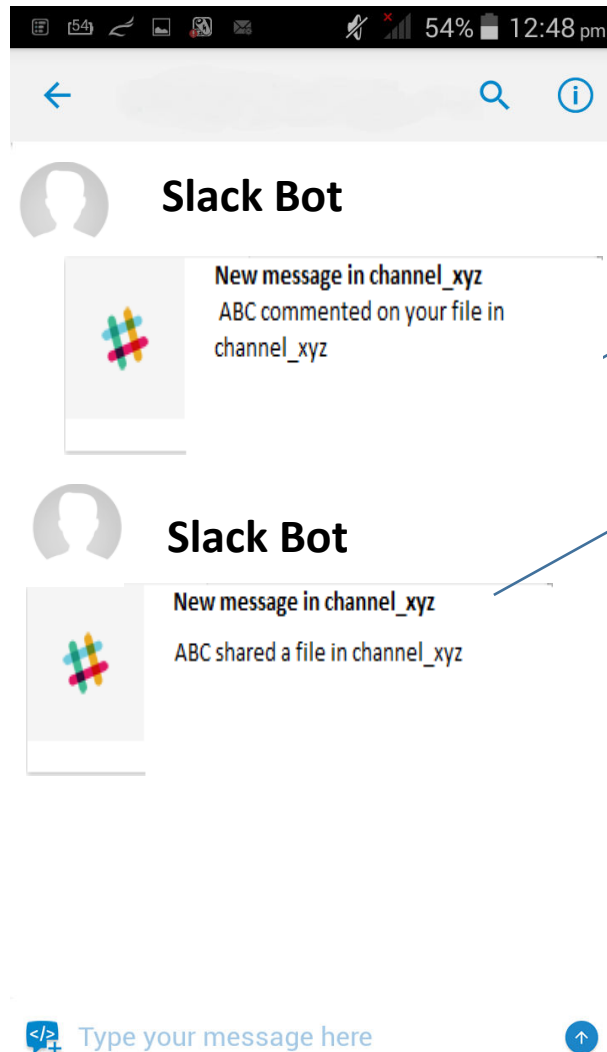 54 54% 12:48 pm
Slack Bot
New message in channel_xyz
ABC commented on your file in
channel_xyz
Slack Bot
New message in channel_xyz
ABC shared a file in channel_xyz
</> Type your message here